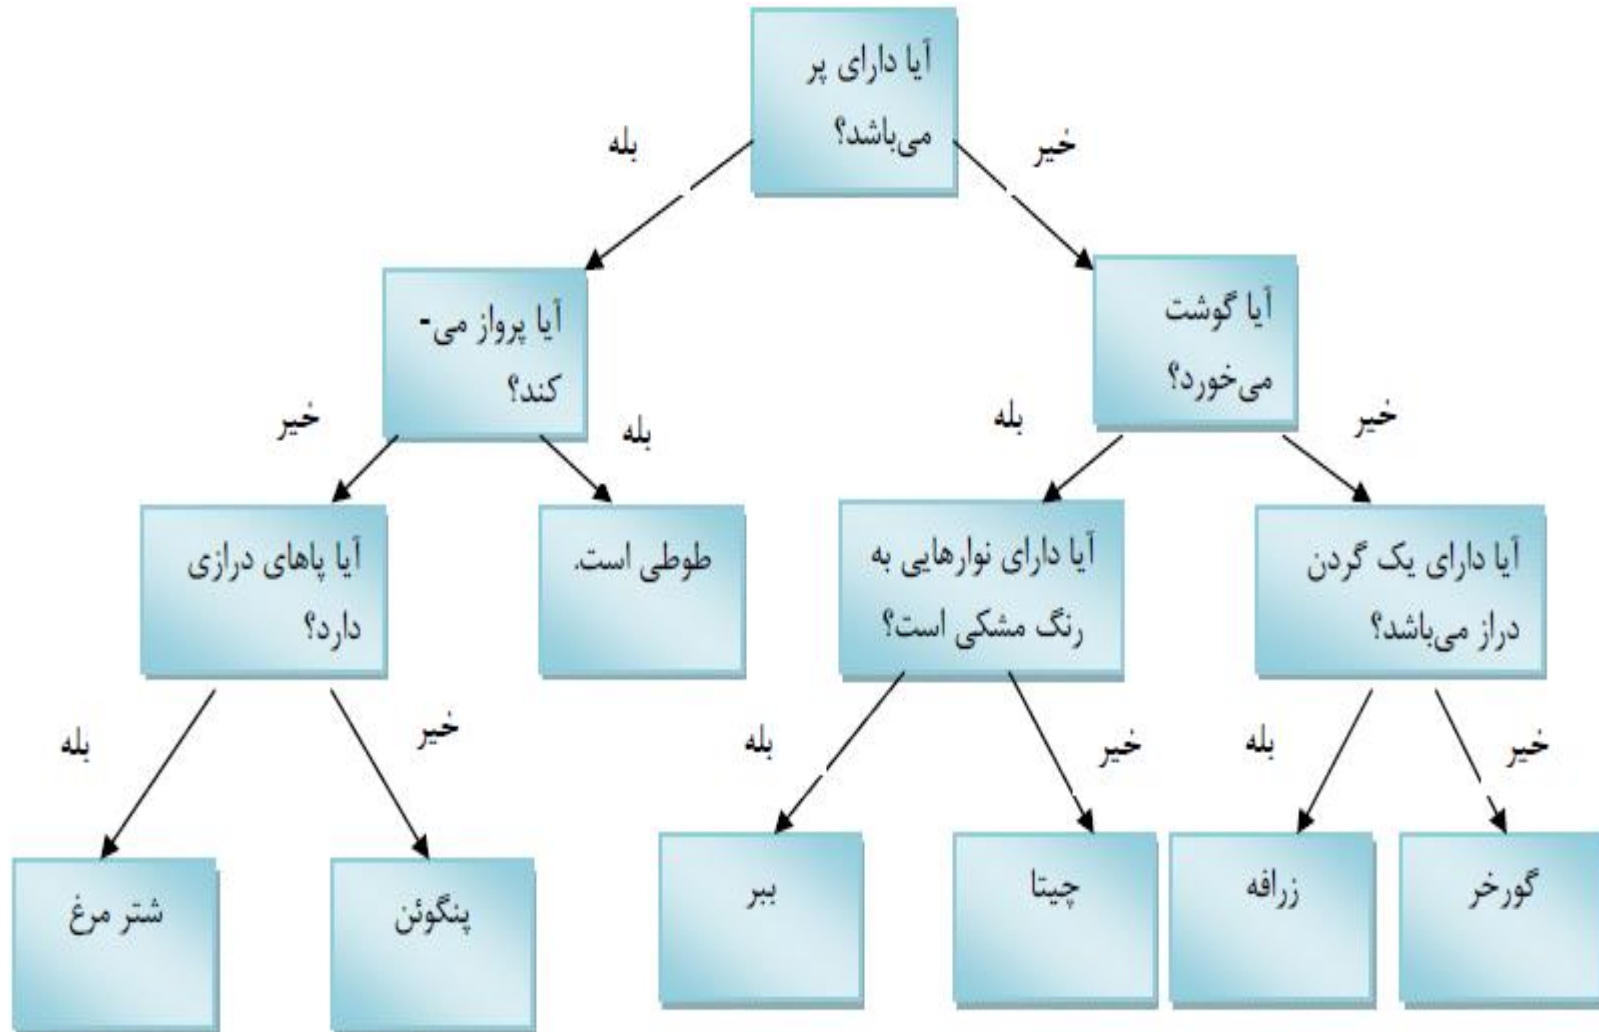 آیا دارای پر
می‌باشد؟
بله
خیر
آیا پرواز می-
کند؟
آیا گوشت
می‌خورد؟
خیر
بله
بله
خیر
آیا پاهای درازی
دارد؟
طوطی است.
آیا دارای نوارهایی به
رنگ مشکی است؟
آیا دارای یک گردن
دراز می‌باشد؟
بله
خیر
بله
خیر
بله
خیر
شتر مرغ
پنگوئن
ببر
چیتا
زرافه
گورخر